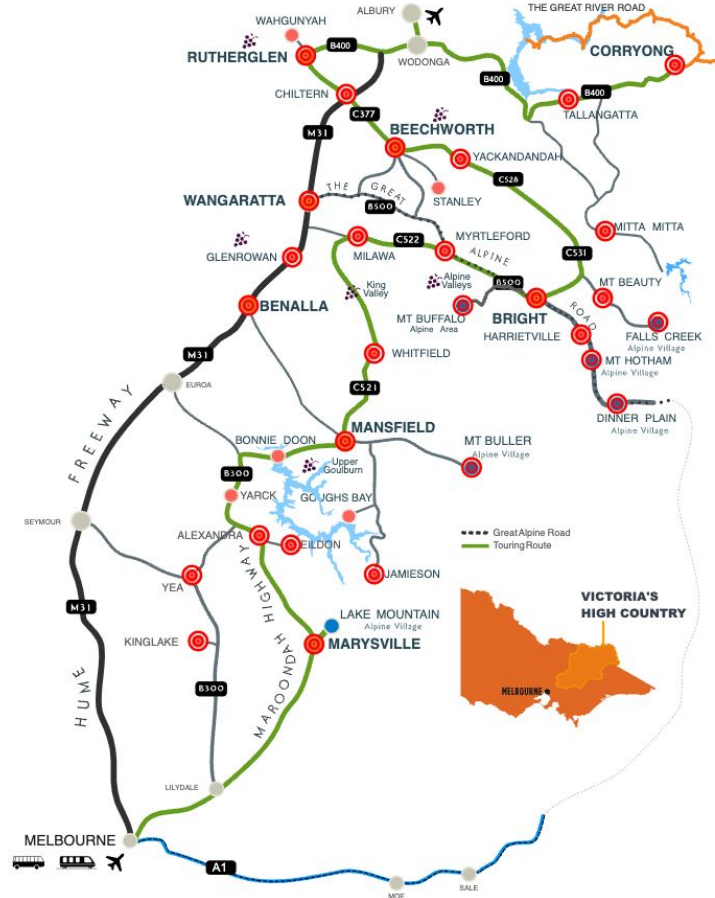 THE GREAT RIVER ROAD
ALBURY
WAHGUNYAH
CORRYONG
RUTHERGLEN
B400
WODONGA
B400
B400
CHILTERN
TALLANGATTA
C377
M31
BEECHWORTH
YACKANDANDAH
C528
WANGARATTA
THE GREAT
B500
STANLEY
MITTA MITTA
C522
MYRTLEFORD
GLENROWAN
MILAWA
ALPINE
C531
Alpine
Valleys
King
Valley
B500
MT BEAUTY
BENALLA
MT BUFFALO
Alpine Area
BRIGHT
ROAD
HARRIETVILLE
FALLS CREEK
Alpine Village
M31
WHITFIELD
MT HOTHAM
Alpine Village
EUROA
C521
DINNER PLAIN
Alpine Village
MANSFIELD
BONNIE DOON
MT BULLER
Alpine Village
FREEWAY
B300
Upper
Goulburn
YARCK
GOUGHS BAY
SEYMOUR
ALEXANDRA
EILDON
Great Alpine Road
Touring Route
YEA
JAMIESON
M31
VICTORIA'S
HIGH COUNTRY
LAKE MOUNTAIN
Alpine Village
KINGLAKE
MARYSVILLE
MAROONDAH HIGHWAY
HUME
B300
MELBOURNE
LILYDALE
MELBOURNE
A1
MOE
SALE